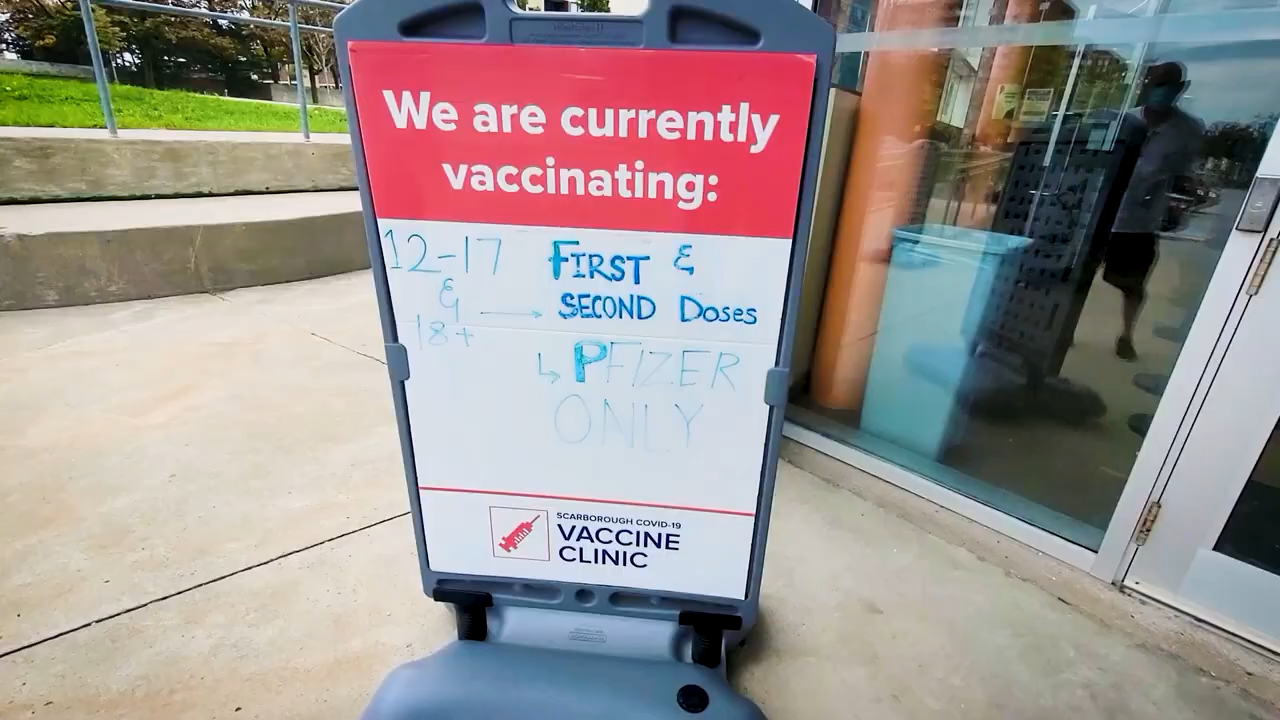 We are currently
vaccinating:
12-17 FIRST &
& → SECOND DOSES
18+
↳ PFIZER
ONLY
SCARBOROUGH COVID-19
VACCINE
CLINIC